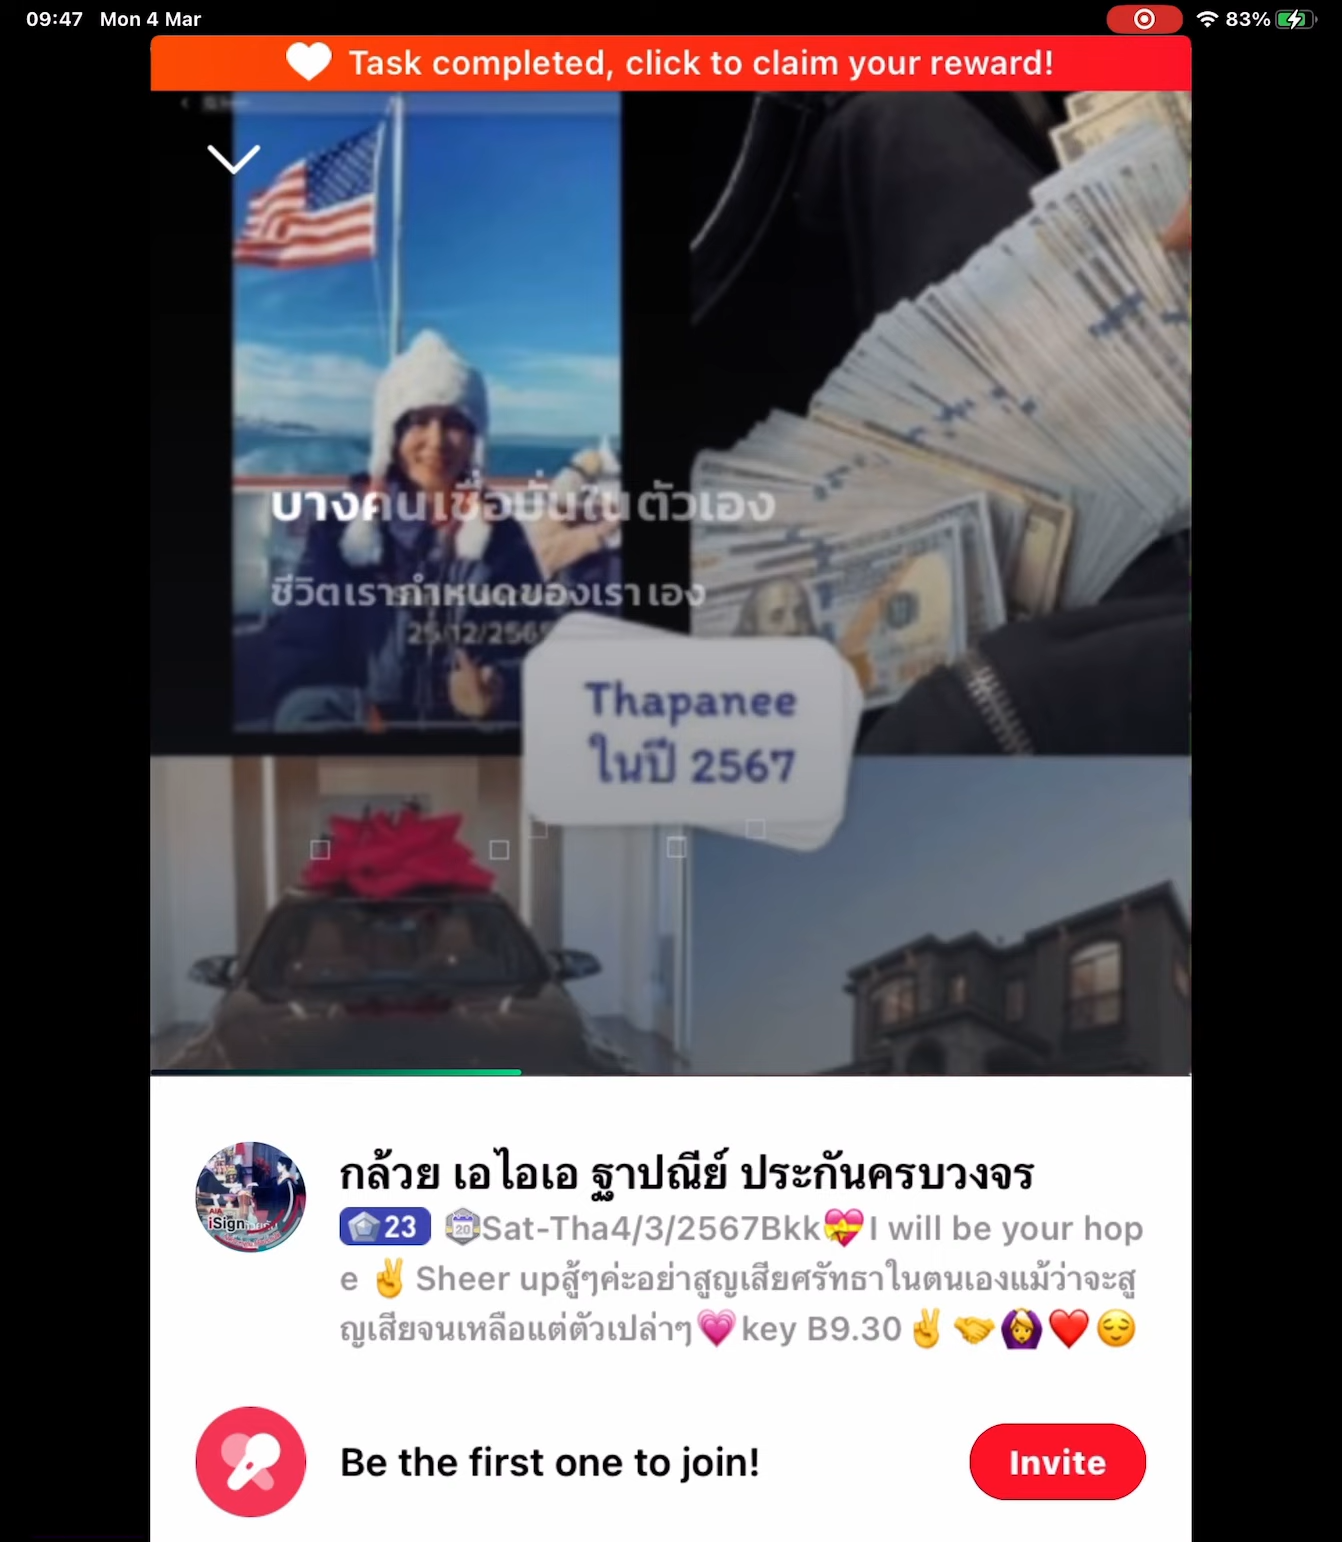 09:47 Mon 4 Mar
83%
Task completed, click to claim your reward!
บางคนเชื่อมั่นในตัวเอง
ชีวิตเรากำหนดของเราเอง
25/12/256
Thapanee
ในปี 2567
กล้วย เอไอเอ ฐาปณีย์ ประกันครบวงจร
23 20 Sat-Tha4/3/2567Bkk💝I will be your hop
e ✌️ Sheer upสู้ๆค่ะอย่าสูญเสียศรัทธาในตนเองแม้ว่าจะสู
ญเสียจนเหลือแต่ตัวเปล่าๆ💗key B9.30✌️🤝🙆‍♀️❤️😌
AIA
iSign
Be the first one to join!
Invite